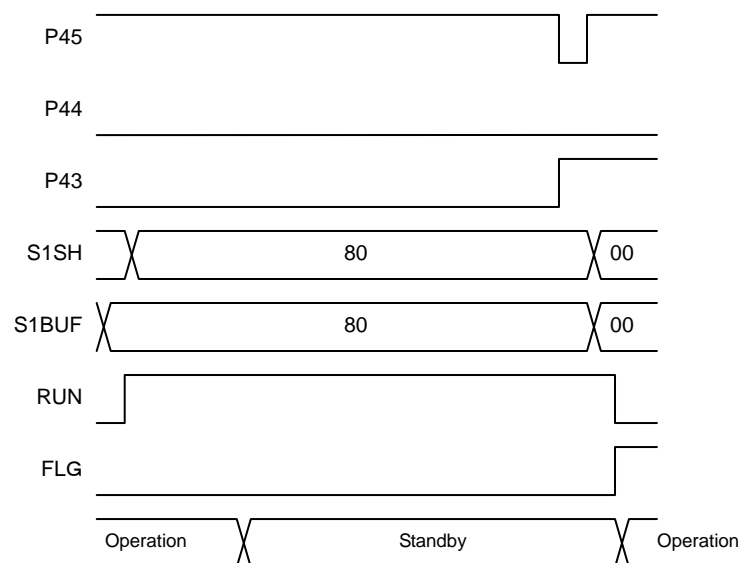 P45
P44
P43
S1SH 80 00
S1BUF 80 00
RUN
FLG
Operation Standby Operation